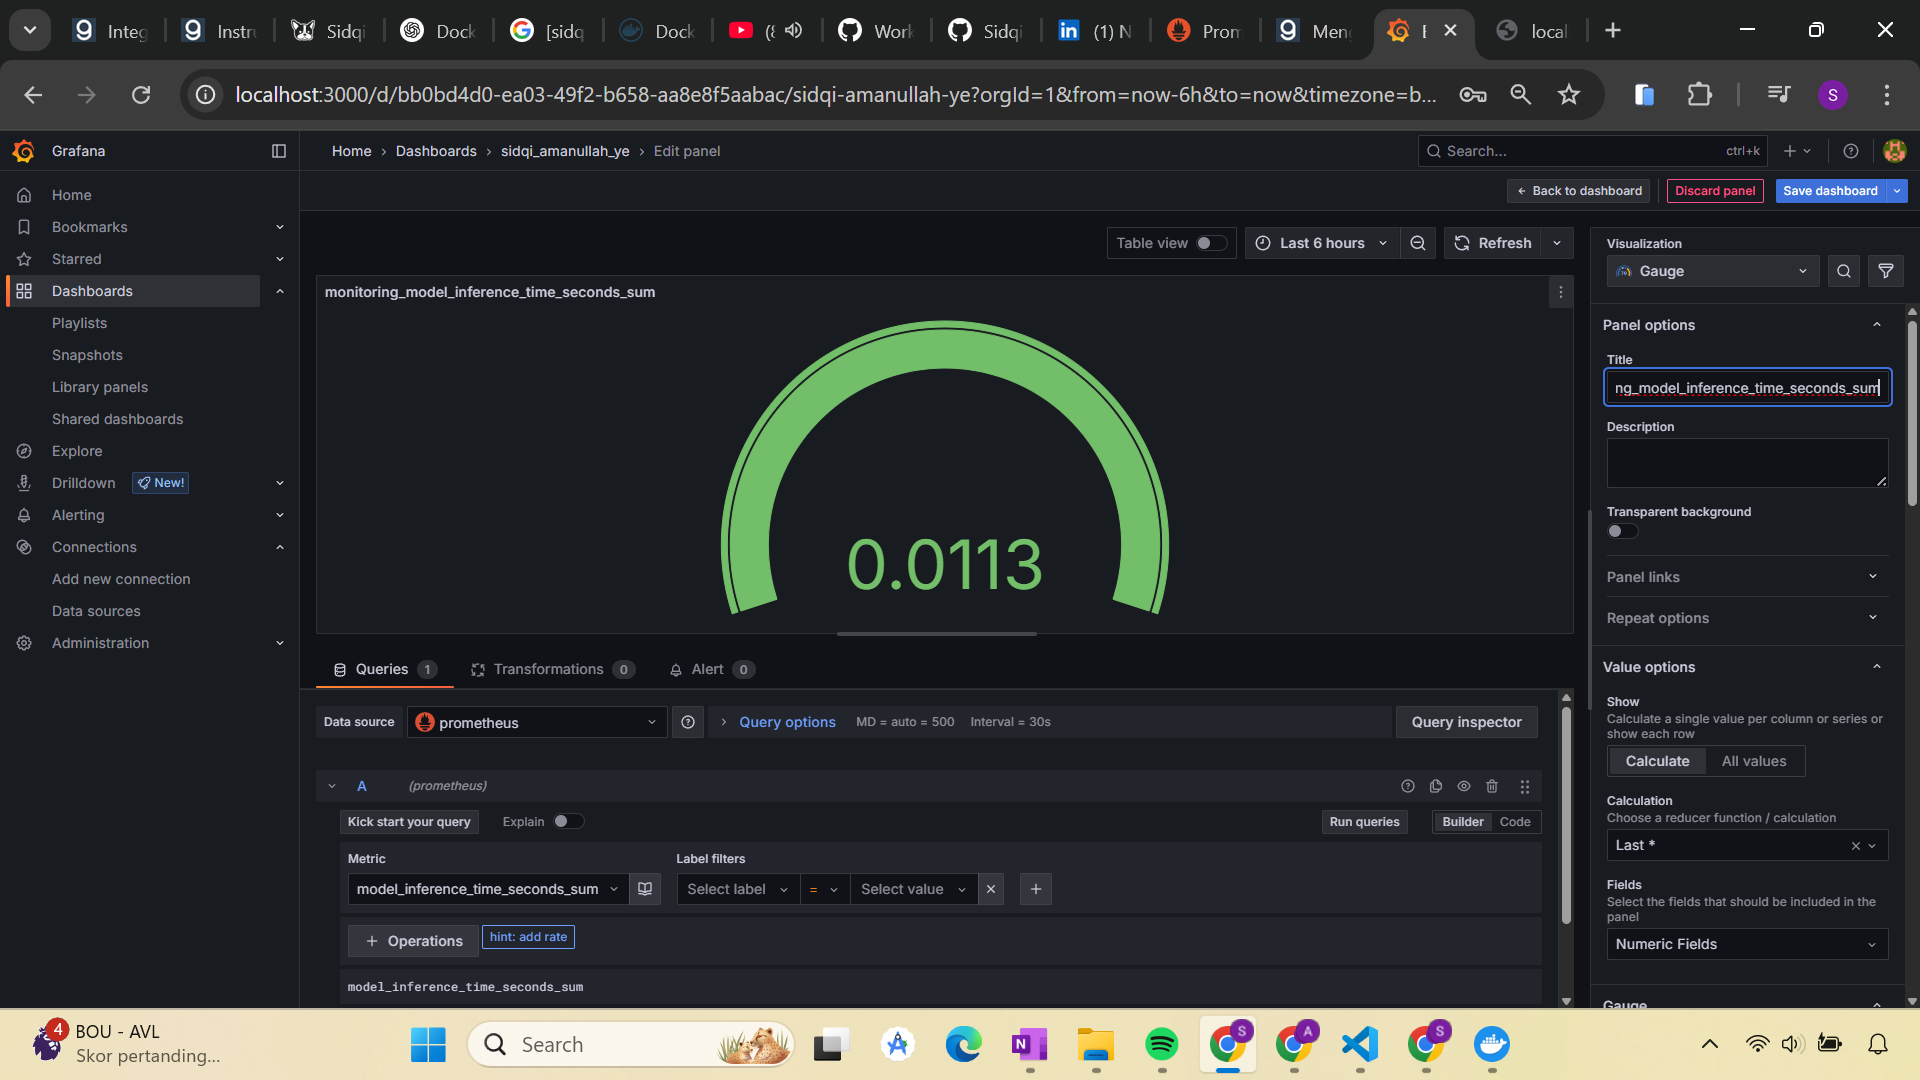 Integ
Instru
Sidqi
Dock
[sidq
Dock
(8
Work
Sidqi
(1) N
Prom
Meng
local
localhost:3000/d/bb0bd4d0-ea03-49f2-b658-aa8e8f5aabac/sidqi-amanullah-ye?orgId=1&from=now-6h&to=now&timezone=b...
S
Grafana
Home › Dashboards › sidqi_amanullah_ye › Edit panel
Search... ctrl+k
Back to dashboard
Discard panel
Save dashboard
Home
Bookmarks
Starred
Dashboards
Playlists
Snapshots
Library panels
Shared dashboards
Explore
Drilldown New!
Alerting
Connections
Add new connection
Data sources
Administration
Table view
Last 6 hours
Refresh
monitoring_model_inference_time_seconds_sum
0.0113
Queries 1
Transformations 0
Alert 0
Data source
prometheus
Query options MD = auto = 500 Interval = 30s
Query inspector
A (prometheus)
Kick start your query
Explain
Run queries
Builder Code
Metric
Label filters
model_inference_time_seconds_sum
Select label = Select value
+ Operations
hint: add rate
model_inference_time_seconds_sum
Visualization
Gauge
Panel options
Title
ng_model_inference_time_seconds_sum
Description
Transparent background
Panel links
Repeat options
Value options
Show
Calculate a single value per column or series or
show each row
Calculate All values
Calculation
Choose a reducer function / calculation
Last *
Fields
Select the fields that should be included in the
panel
Numeric Fields
Gauge
4
BOU - AVL
Skor pertanding...
Search
N
S
A
S